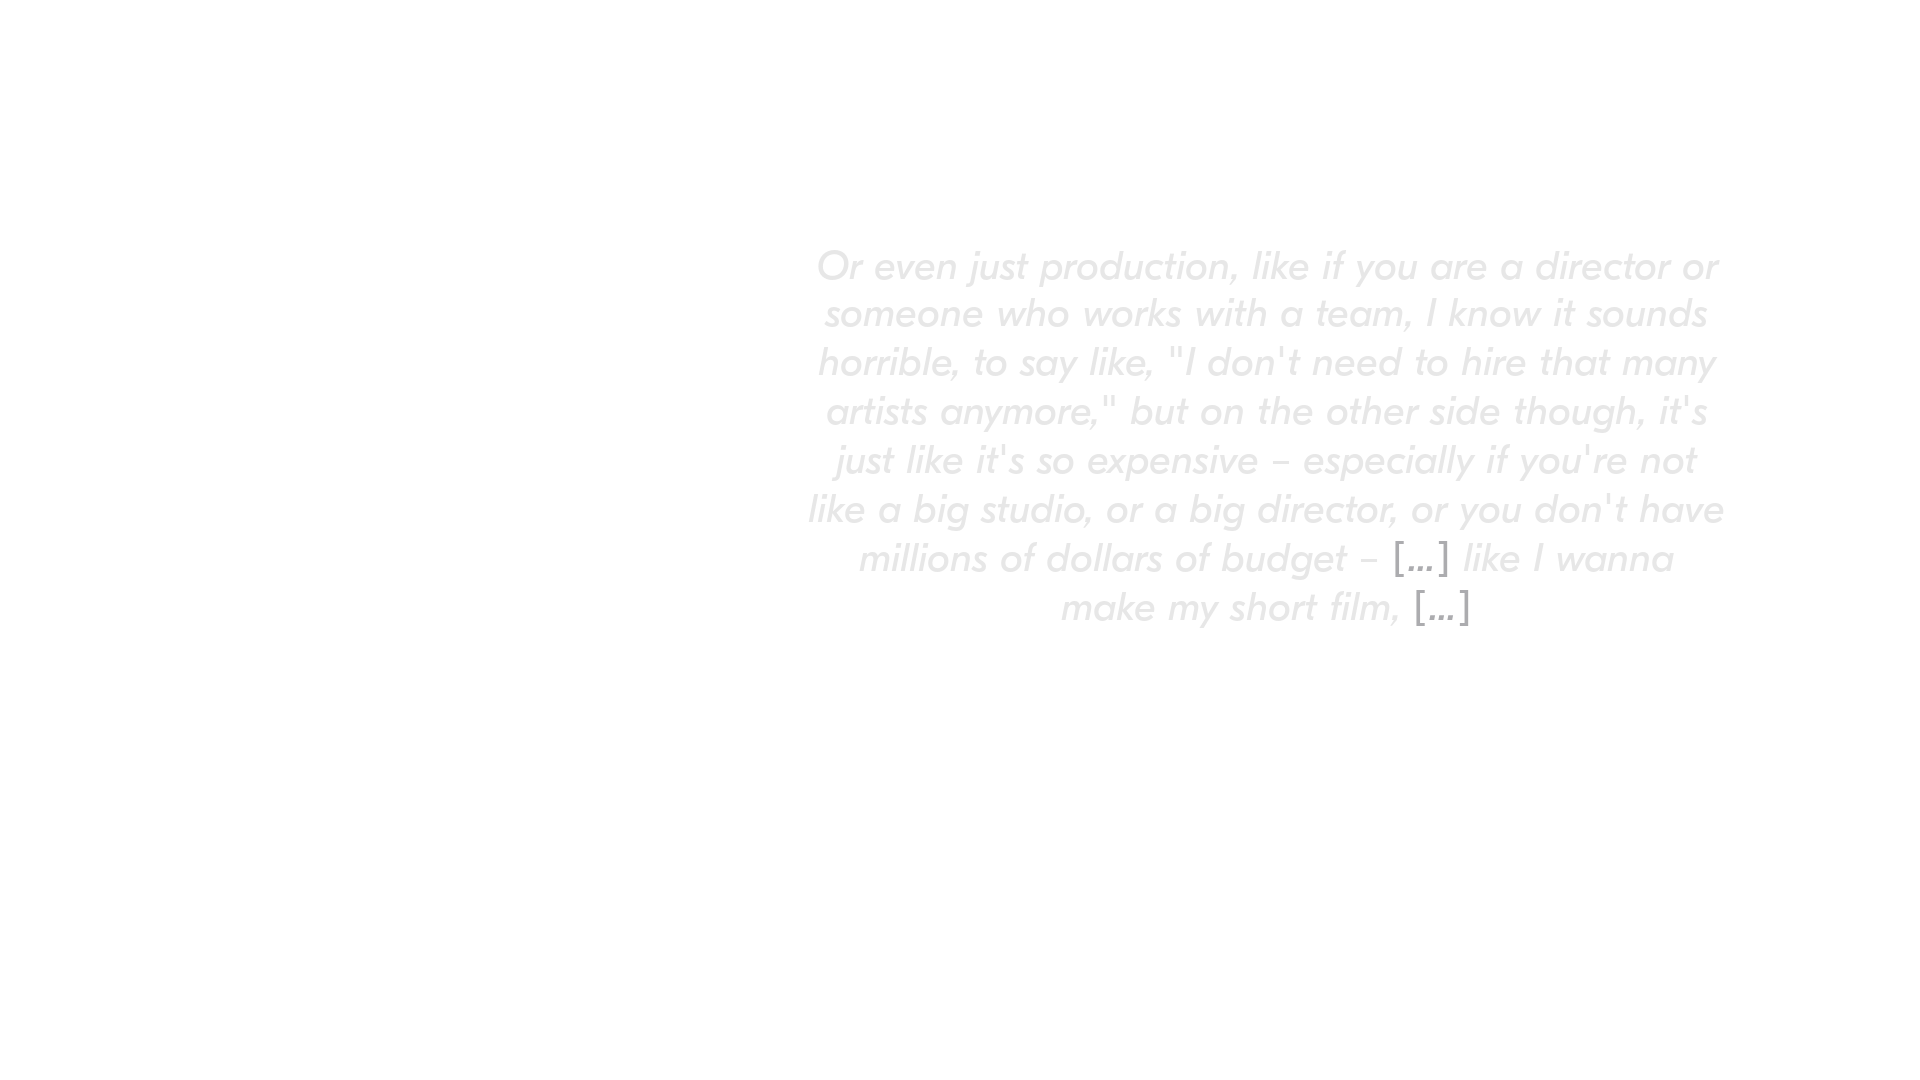 Or even just production, like if you are a director or
someone who works with a team, I know it sounds
horrible, to say like, "I don't need to hire that many
artists anymore," but on the other side though, it's
just like it's so expensive – especially if you're not
like a big studio, or a big director, or you don't have
millions of dollars of budget – [...] like I wanna
make my short film, [...]